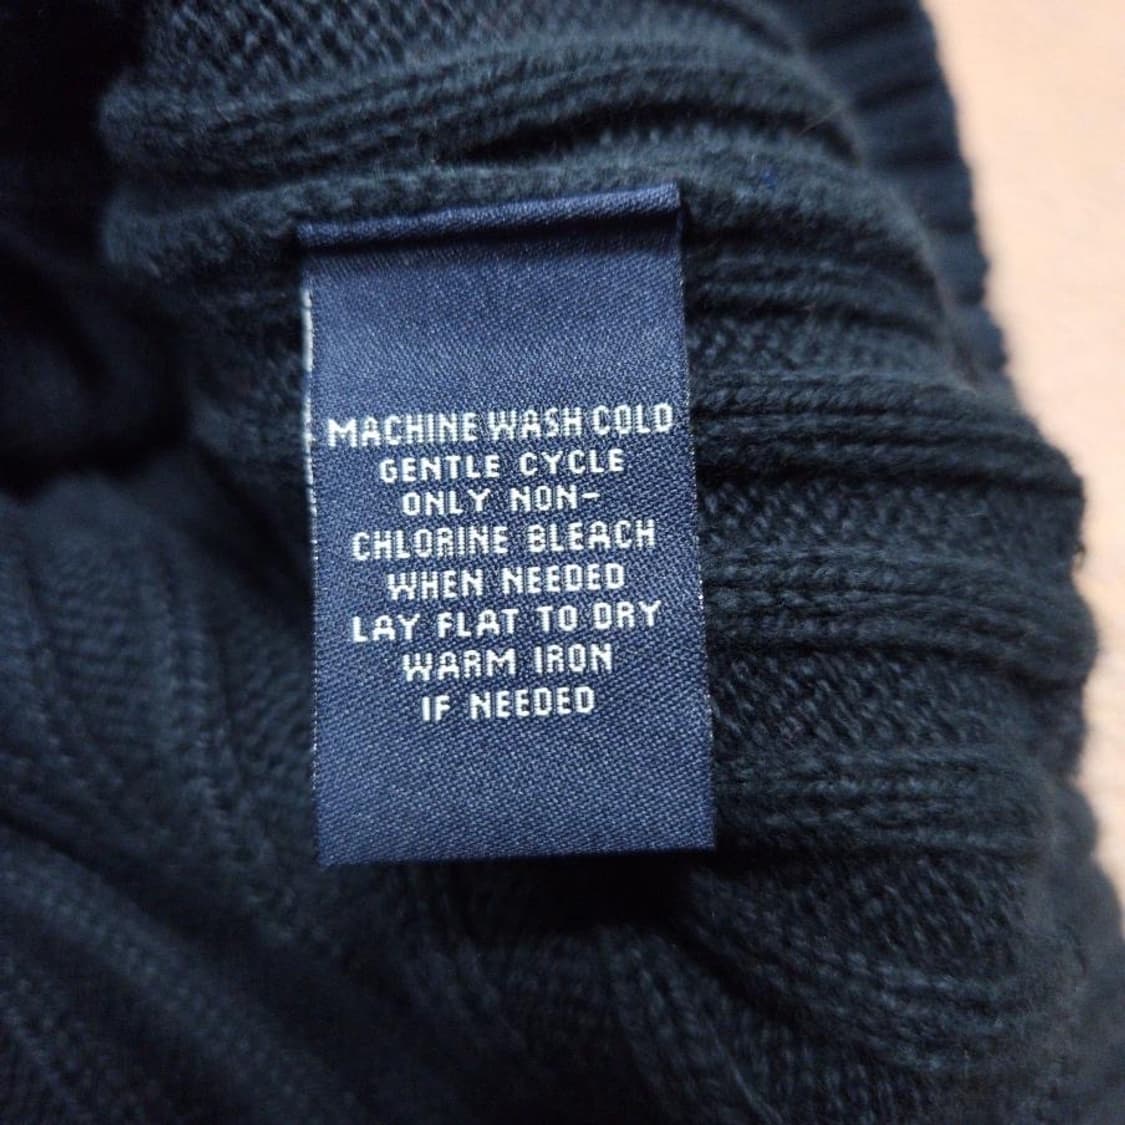 MACHINE WASH COLD
GENTLE CYCLE
ONLY NON-
CHLORINE BLEACH
WHEN NEEDED
LAY FLAT TO DRY
WARM IRON
IF NEEDED